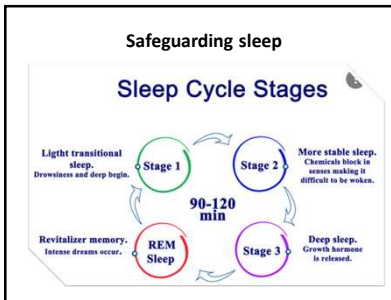 Safeguarding sleep
Sleep Cycle Stages
Ligtht transitional
sleep.
Drowsiness and deep begin.
Stage 1
Stage 2
More stable sleep.
Chemicals block in
senses making it
difficult to be woken.
90-120
min
Revitalizer memory.
Intense dreams occur.
REM
Sleep
Stage 3
Deep sleep.
Growth hormone
is released.